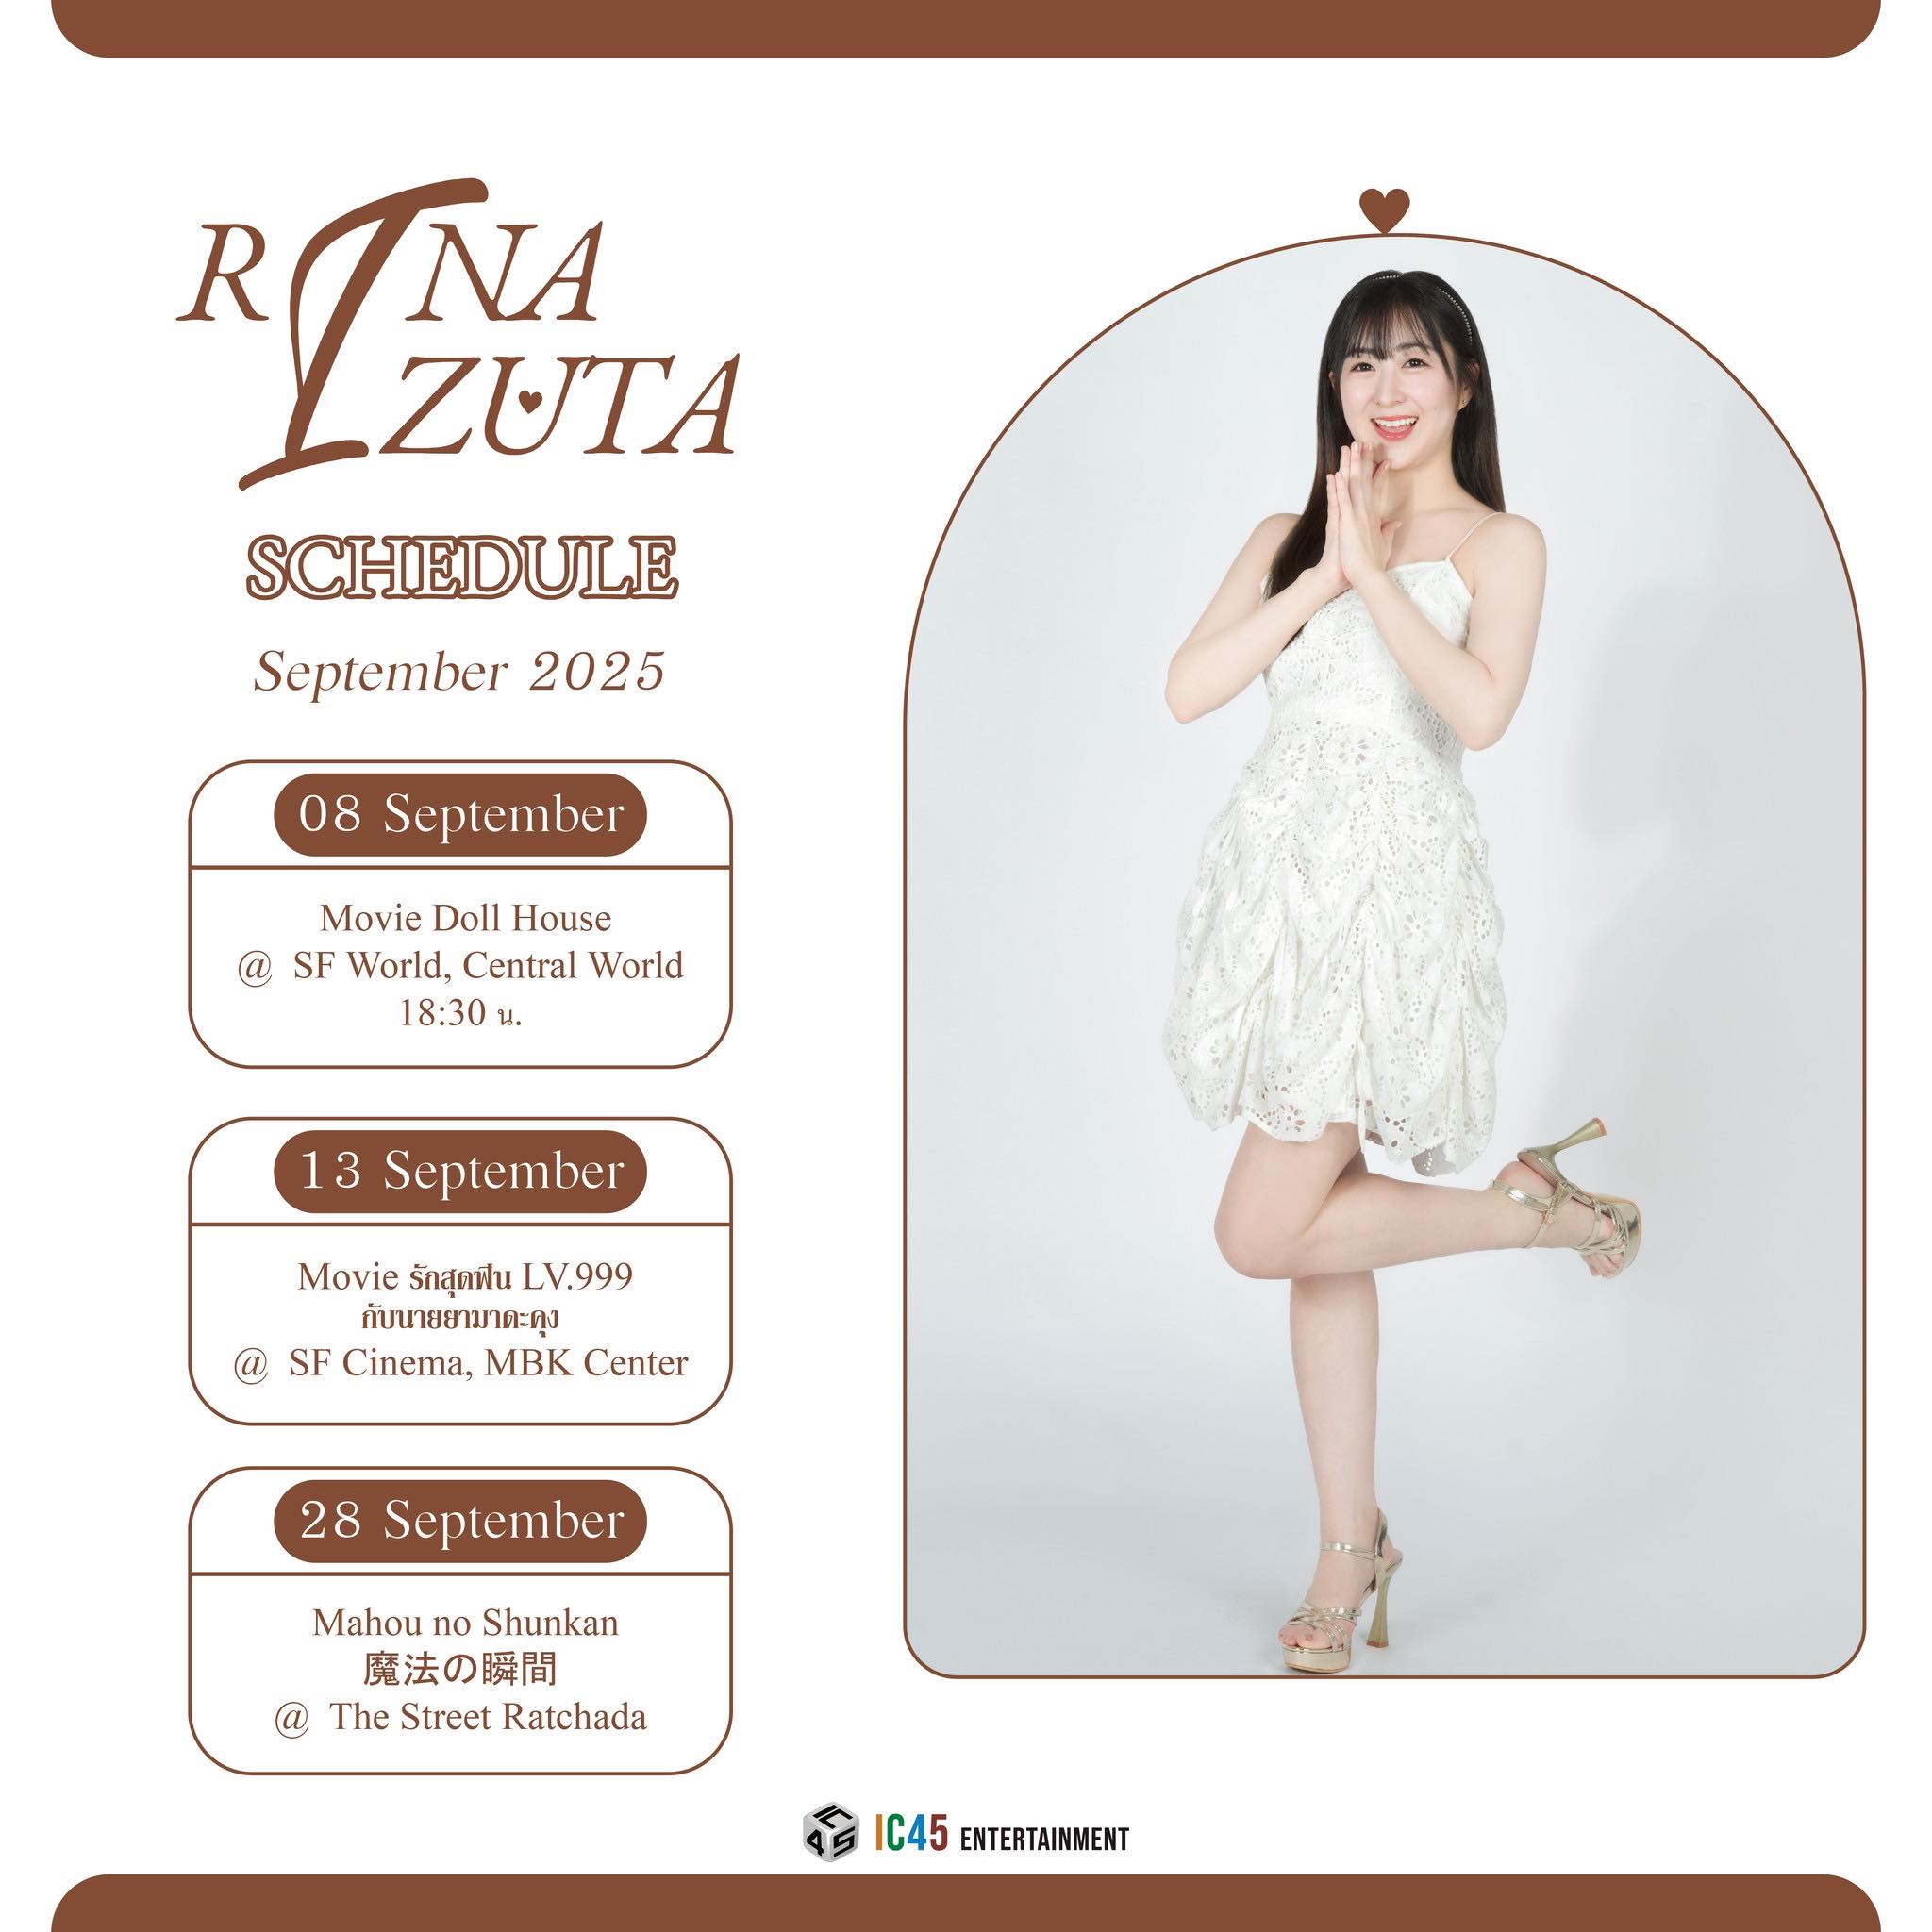 RINA
IZUTA
SCHEDULE
September 2025
08 September
Movie Doll House
@ SF World, Central World
18:30 น.
13 September
Movie รักสุดฟิน LV.999
กับนายยามาดะคุง
@ SF Cinema, MBK Center
28 September
Mahou no Shunkan
魔法の瞬間
@ The Street Ratchada
IC45 IC45 ENTERTAINMENT